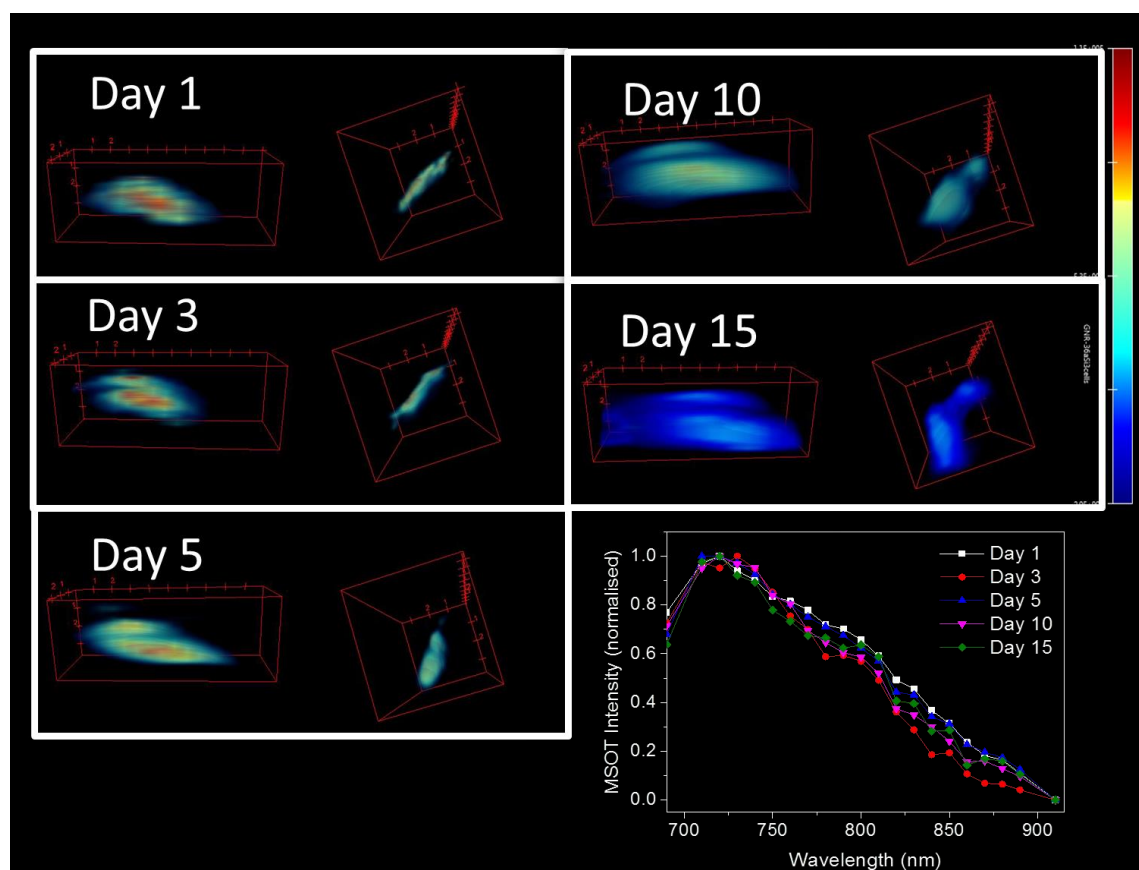 Day 1
Day 10
Day 3
Day 15
Day 5
GNR-36aSi3cells
MSOT Intensity (normalised)
1.0
0.8
0.6
0.4
0.2
0.0
Day 1
Day 3
Day 5
Day 10
Day 15
700 750 800 850 900
Wavelength (nm)